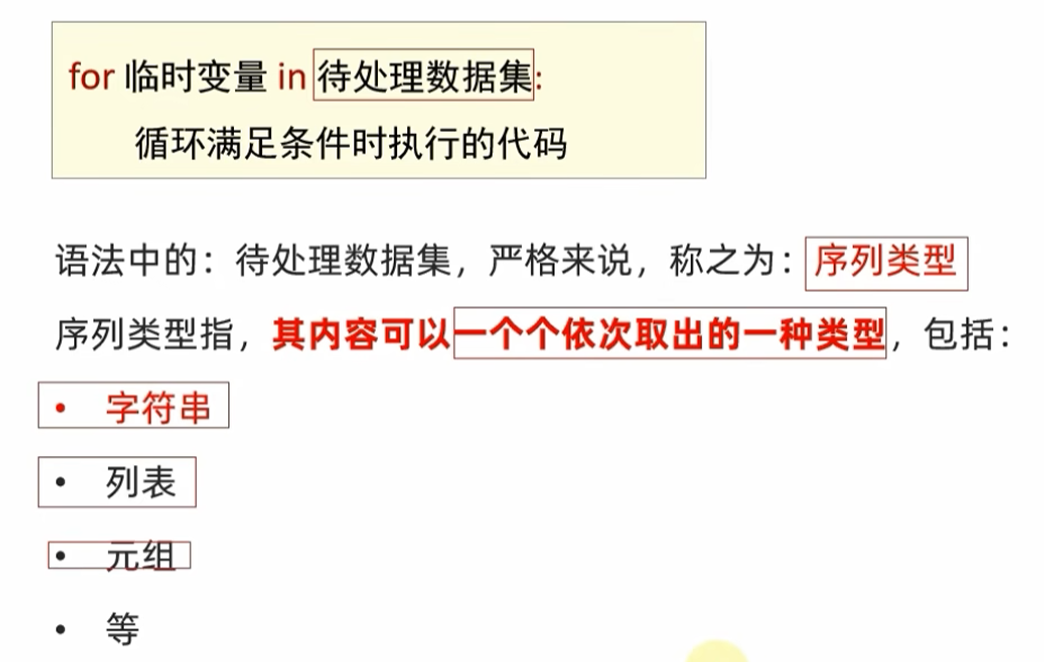 for 临时变量 in 待处理数据集:
循环满足条件时执行的代码
语法中的：待处理数据集，严格来说，称之为：序列类型
序列类型指，其内容可以一个个依次取出的一种类型，包括：
• 字符串
• 列表
• 元组
• 等